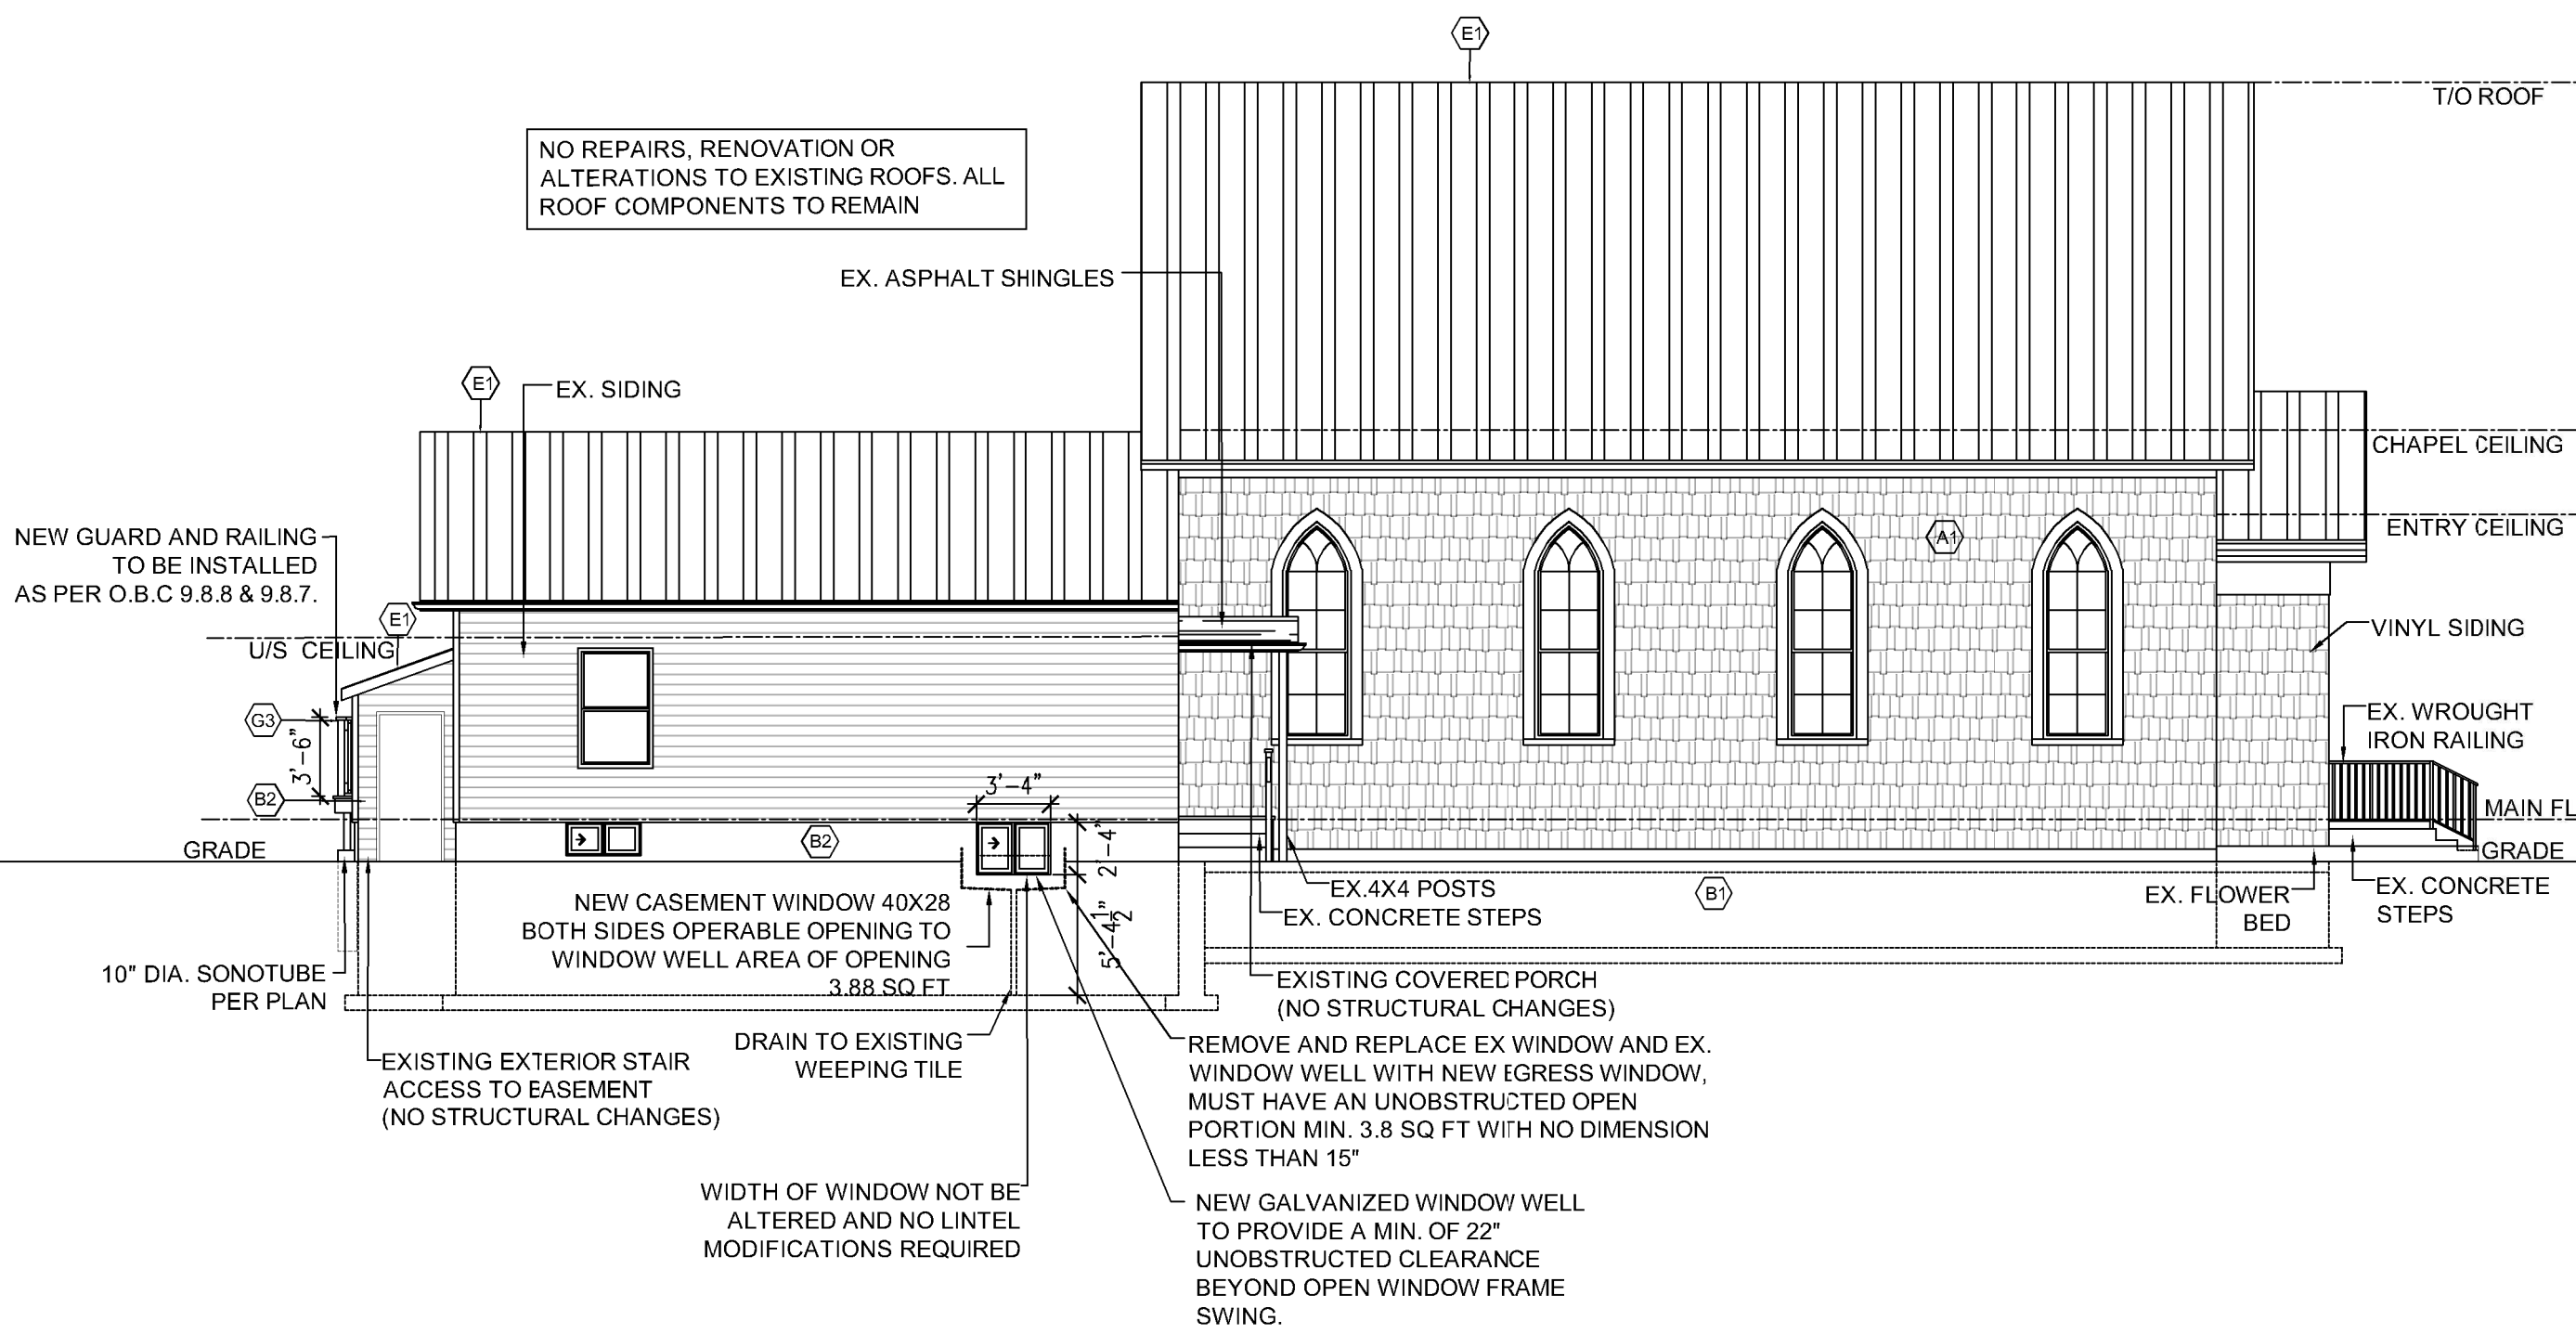 E1
T/O ROOF
NO REPAIRS, RENOVATION OR
ALTERATIONS TO EXISTING ROOFS. ALL
ROOF COMPONENTS TO REMAIN
EX. ASPHALT SHINGLES
E1
EX. SIDING
CHAPEL CEILING
ENTRY CEILING
A1
NEW GUARD AND RAILING
TO BE INSTALLED
AS PER O.B.C 9.8.8 & 9.8.7.
E1
U/S CEILING
VINYL SIDING
G3
3'-6"
B2
EX. WROUGHT
IRON RAILING
3'-4"
MAIN FL
GRADE
B2
2'-4"
GRADE
NEW CASEMENT WINDOW 40X28
BOTH SIDES OPERABLE OPENING TO
WINDOW WELL AREA OF OPENING
3.88 SQ FT
5'-4 1/2"
EX.4X4 POSTS
EX. CONCRETE STEPS
B1
EX. FLOWER
BED
EX. CONCRETE
STEPS
10" DIA. SONOTUBE
PER PLAN
EXISTING COVERED PORCH
(NO STRUCTURAL CHANGES)
DRAIN TO EXISTING
WEEPING TILE
EXISTING EXTERIOR STAIR
ACCESS TO BASEMENT
(NO STRUCTURAL CHANGES)
REMOVE AND REPLACE EX WINDOW AND EX.
WINDOW WELL WITH NEW EGRESS WINDOW,
MUST HAVE AN UNOBSTRUCTED OPEN
PORTION MIN. 3.8 SQ FT WITH NO DIMENSION
LESS THAN 15"
WIDTH OF WINDOW NOT BE
ALTERED AND NO LINTEL
MODIFICATIONS REQUIRED
NEW GALVANIZED WINDOW WELL
TO PROVIDE A MIN. OF 22"
UNOBSTRUCTED CLEARANCE
BEYOND OPEN WINDOW FRAME
SWING.